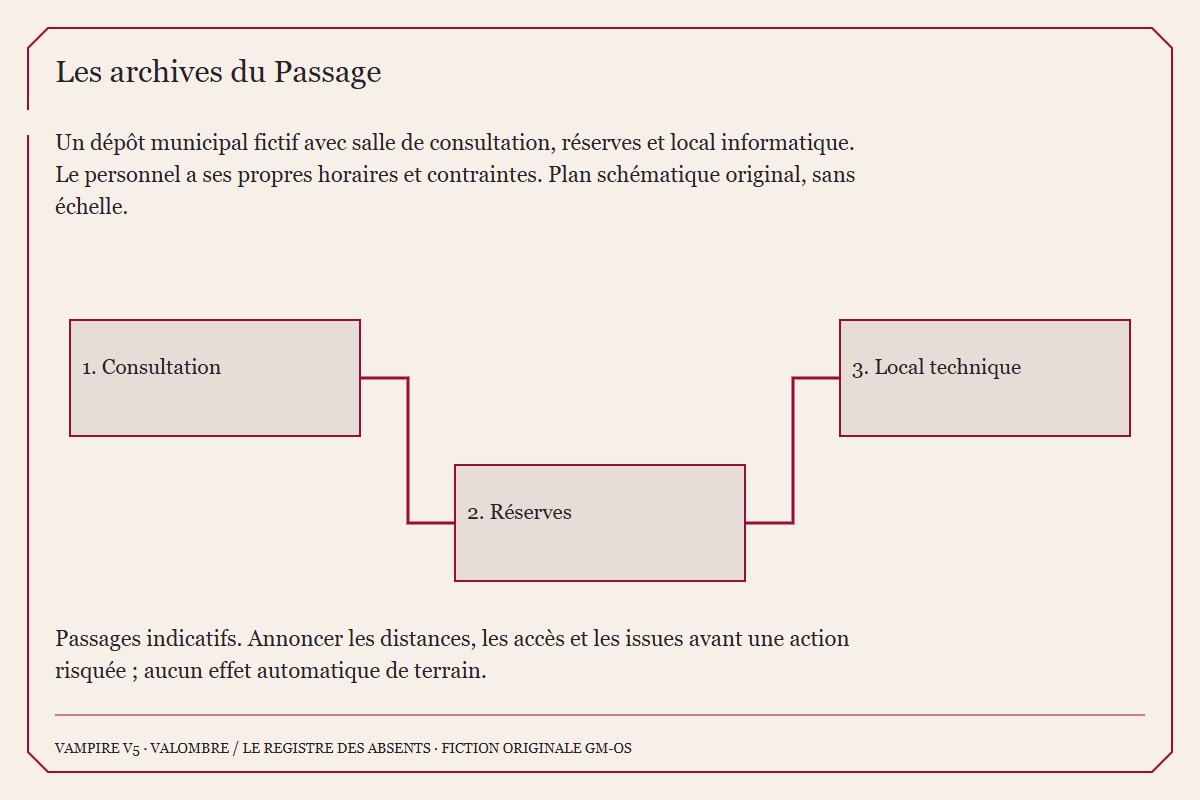 Les archives du Passage
Un dépôt municipal fictif avec salle de consultation, réserves et local informatique.
Le personnel a ses propres horaires et contraintes. Plan schématique original, sans
échelle.
1. Consultation
3. Local technique
2. Réserves
Passages indicatifs. Annoncer les distances, les accès et les issues avant une action
risquée ; aucun effet automatique de terrain.
VAMPIRE V5 · VALOMBRE / LE REGISTRE DES ABSENTS · FICTION ORIGINALE GM-OS